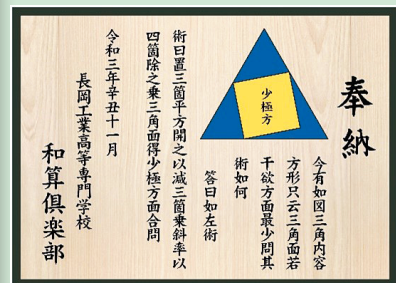 奉納
今有如図三角内容
方形只云三角面若
干欲方面最少問其
術如何
答曰如左術
少極方
術曰置三箇平方開之以減三箇乗斜率以
四箇除之乗三角面得少極方面合問
令和三年辛丑十一月
長岡工業高等専門学校
和算倶楽部